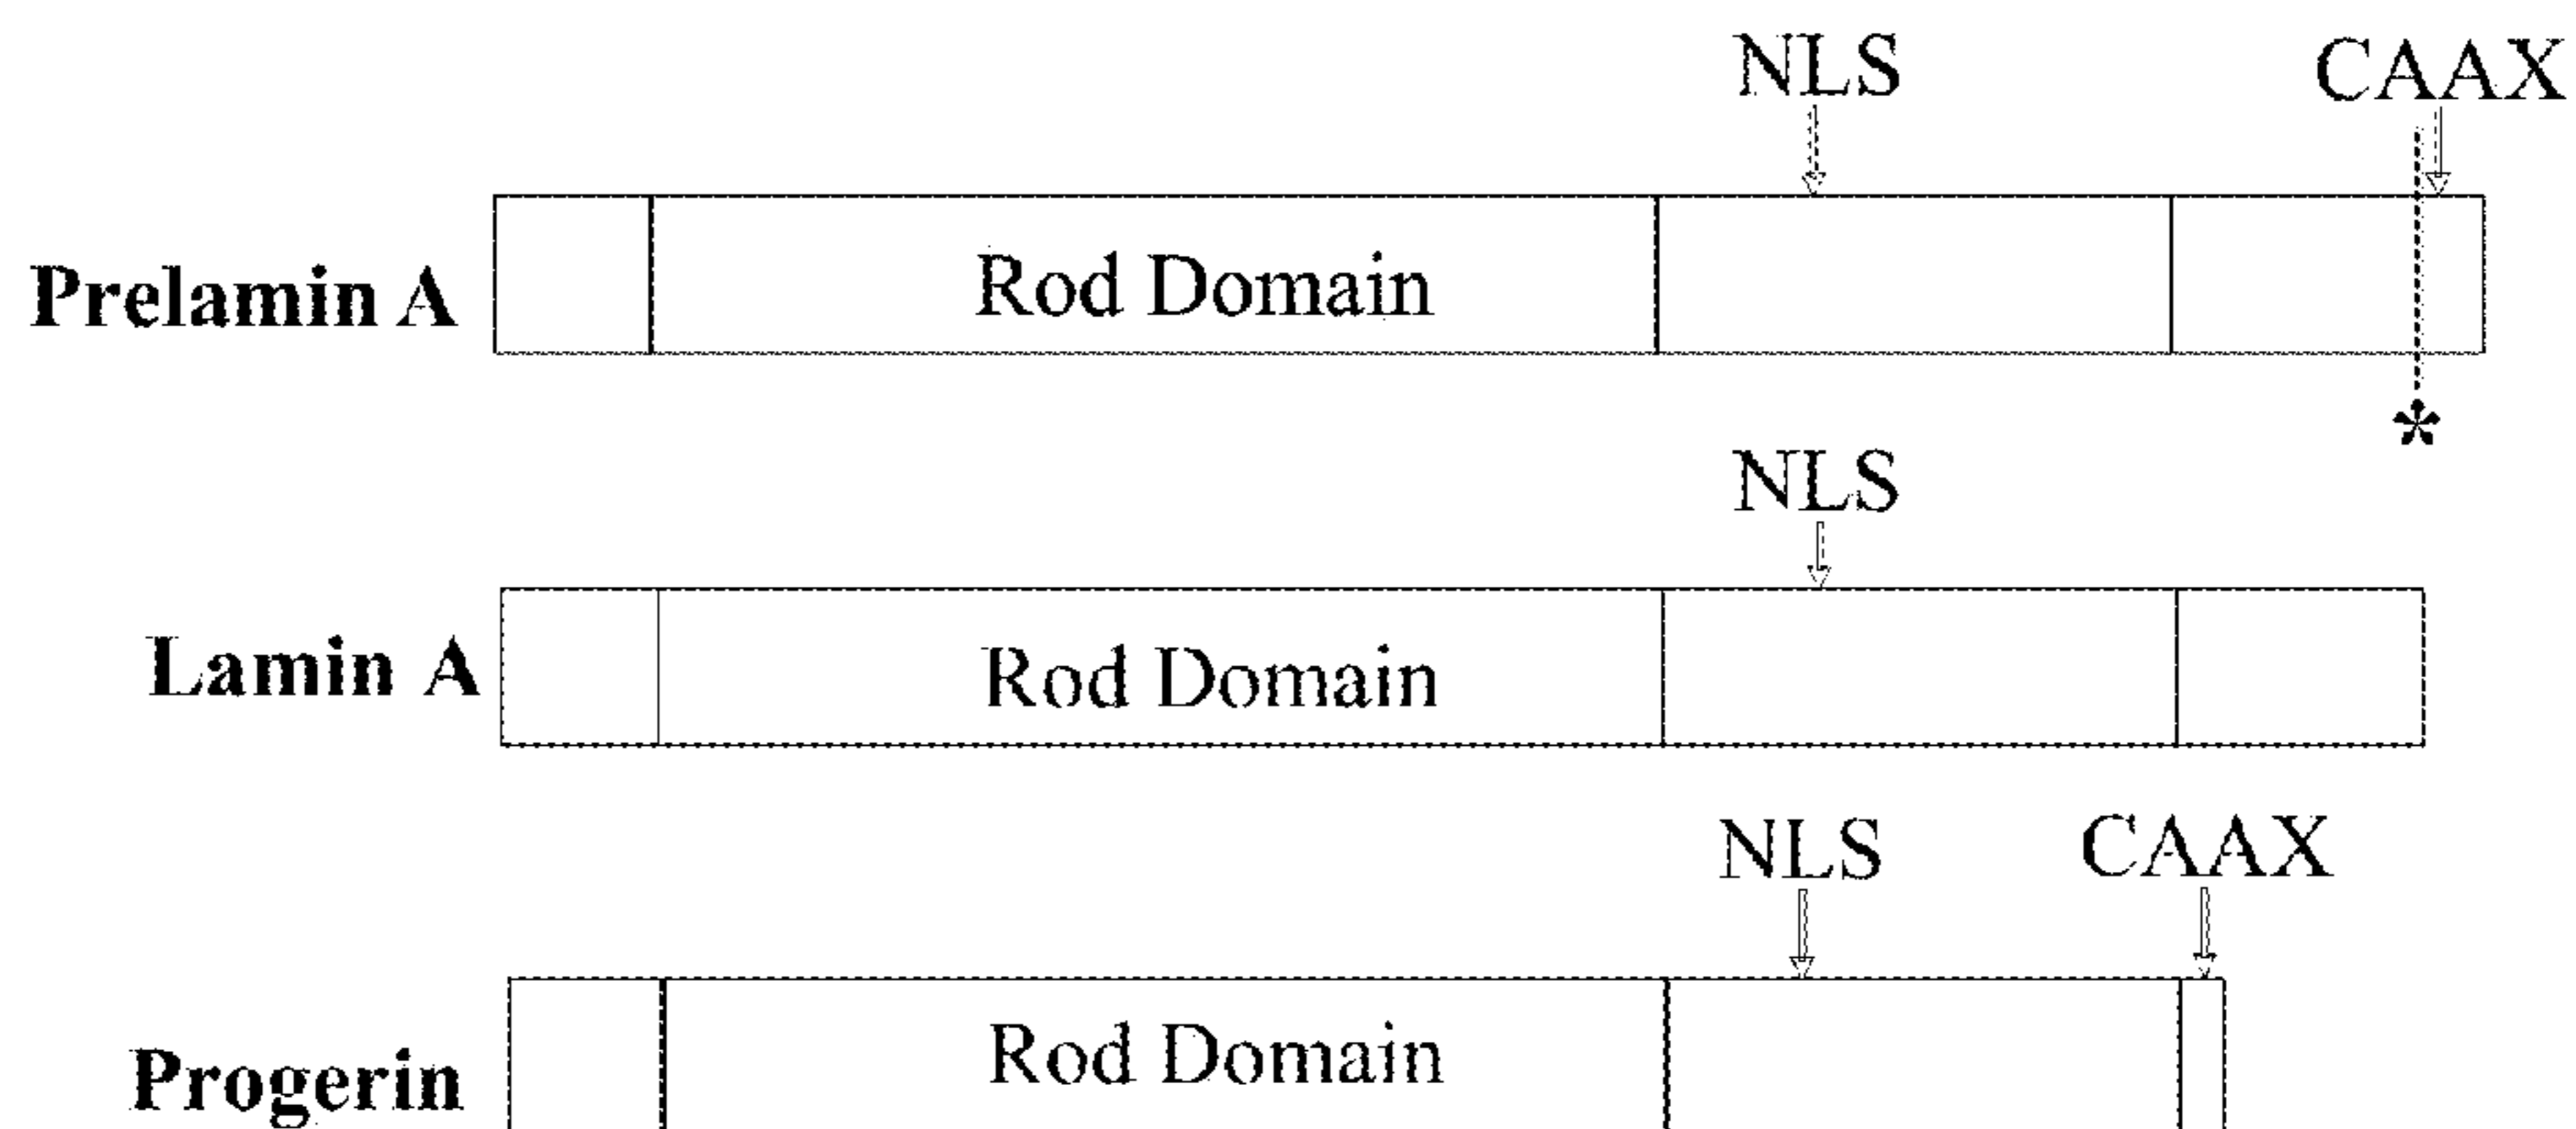 NLS CAAX
Prelamin A Rod Domain
*
NLS
Lamin A Rod Domain
NLS CAAX
Progerin Rod Domain